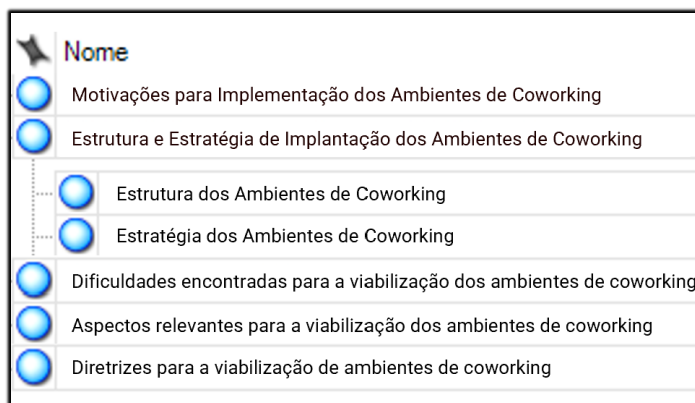 Nome
Motivações para Implementação dos Ambientes de Coworking
Estrutura e Estratégia de Implantação dos Ambientes de Coworking
Estrutura dos Ambientes de Coworking
Estratégia dos Ambientes de Coworking
Dificuldades encontradas para a viabilização dos ambientes de coworking
Aspectos relevantes para a viabilização dos ambientes de coworking
Diretrizes para a viabilização de ambientes de coworking